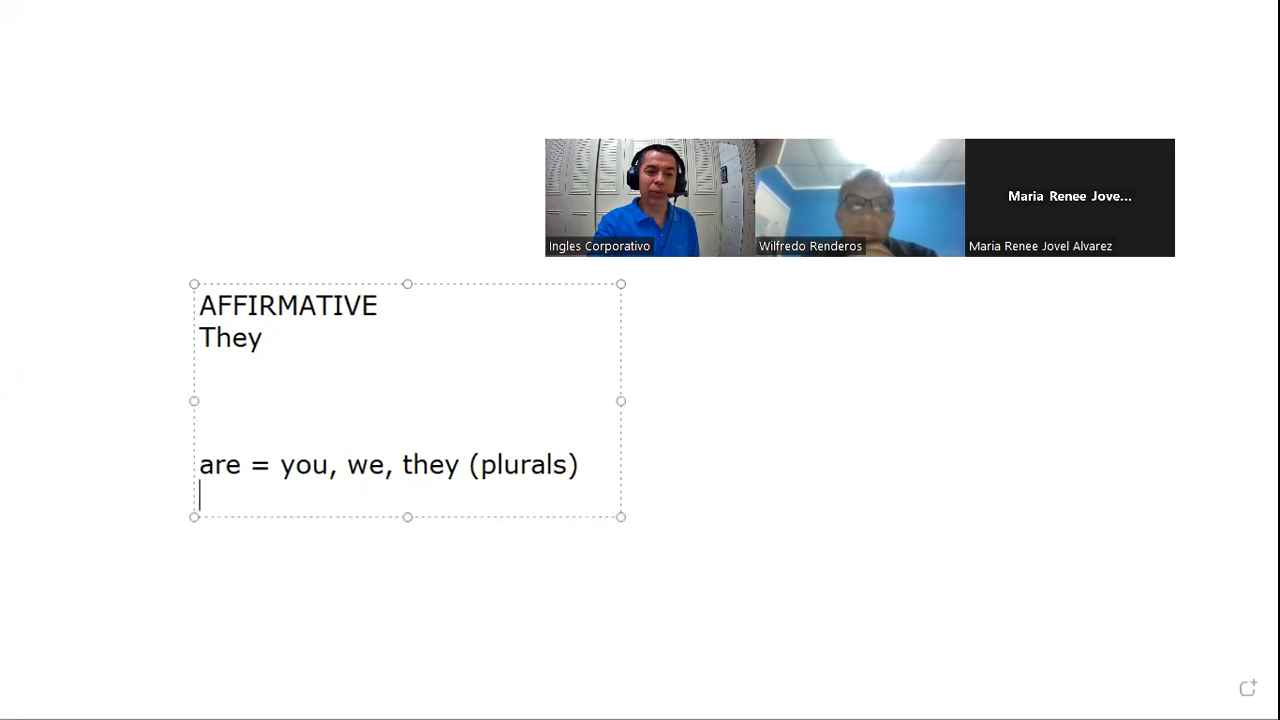 Maria Renee Jove...
Ingles Corporativo
Wilfredo Renderos
Maria Renee Jovel Alvarez
AFFIRMATIVE
They
are = you, we, they (plurals)